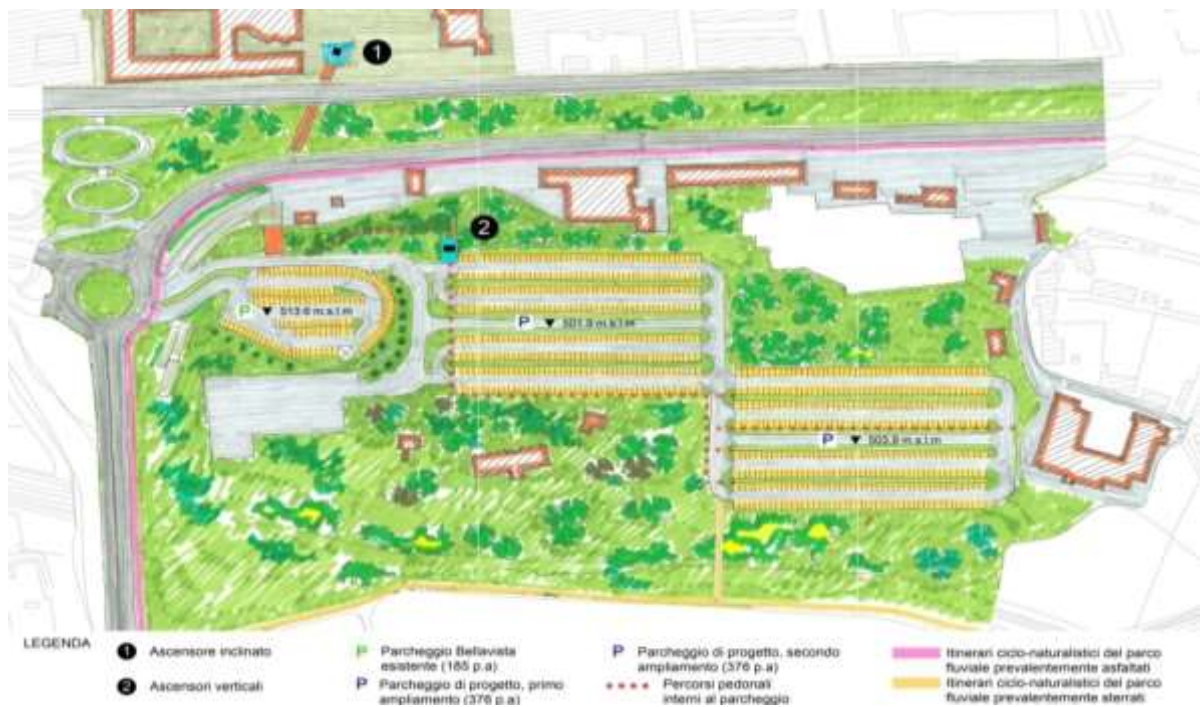 1
2
P ▼ 513.6 m.s.l.m
P ▼ 501.9 m.s.l.m
P ▼ 503.9 m.s.l.m
LEGENDA
1 Ascensore inclinato
2 Ascensori verticali
P Parcheggio Bellavista
esistente (165 p.a)
P Parcheggio di progetto, primo
ampliamento (376 p.a)
P Parcheggio di progetto, secondo
ampliamento (376 p.a)
Percorsi pedonali
interni al parcheggio
Itinerari ciclo-naturalistici del parco
fluviale prevalentemente asfaltati
Itinerari ciclo-naturalistici del parco
fluviale prevalentemente sterrati